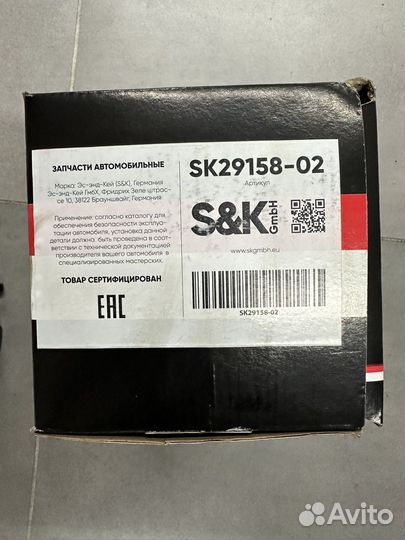 ЗАПЧАСТИ АВТОМОБИЛЬНЫЕ
Марка: Эс-энд-Кей (S&K), Германия
Эс-энд-Кей ГмбХ, Фридрих Зеле штрас-
се 10, 38122 Брауншвайг, Германия
Применение: согласно каталогу для
обеспечения безопасности эксплуа-
тации автомобиля, установка данной
детали должна быть проведена в соот-
ветствии с технической документацией
производителя вашего автомобиля в
специализированных мастерских.
ТОВАР СЕРТИФИЦИРОВАН
EAC
SK29158-02
Артикул
S&K GmbH
www.skgmbh.eu
SK29158-02
Avito